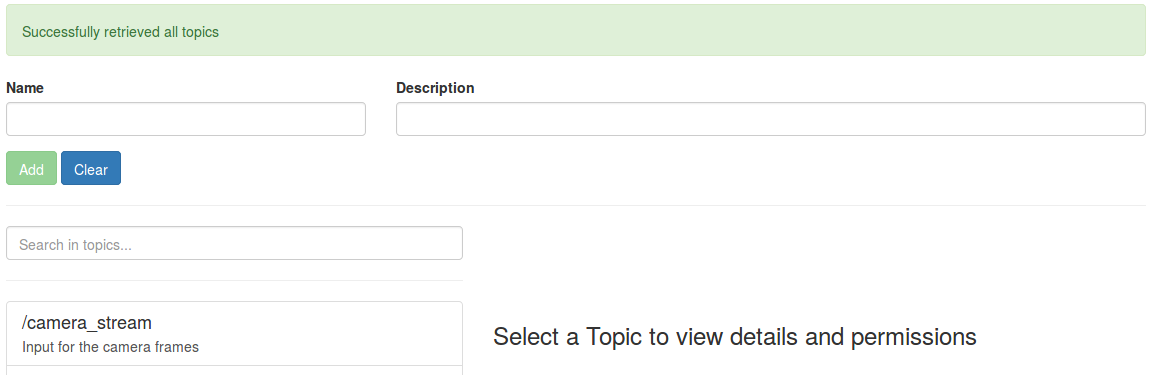 Successfully retrieved all topics
Name
Description
Add
Clear
Search in topics...
/camera_stream
Input for the camera frames
Select a Topic to view details and permissions